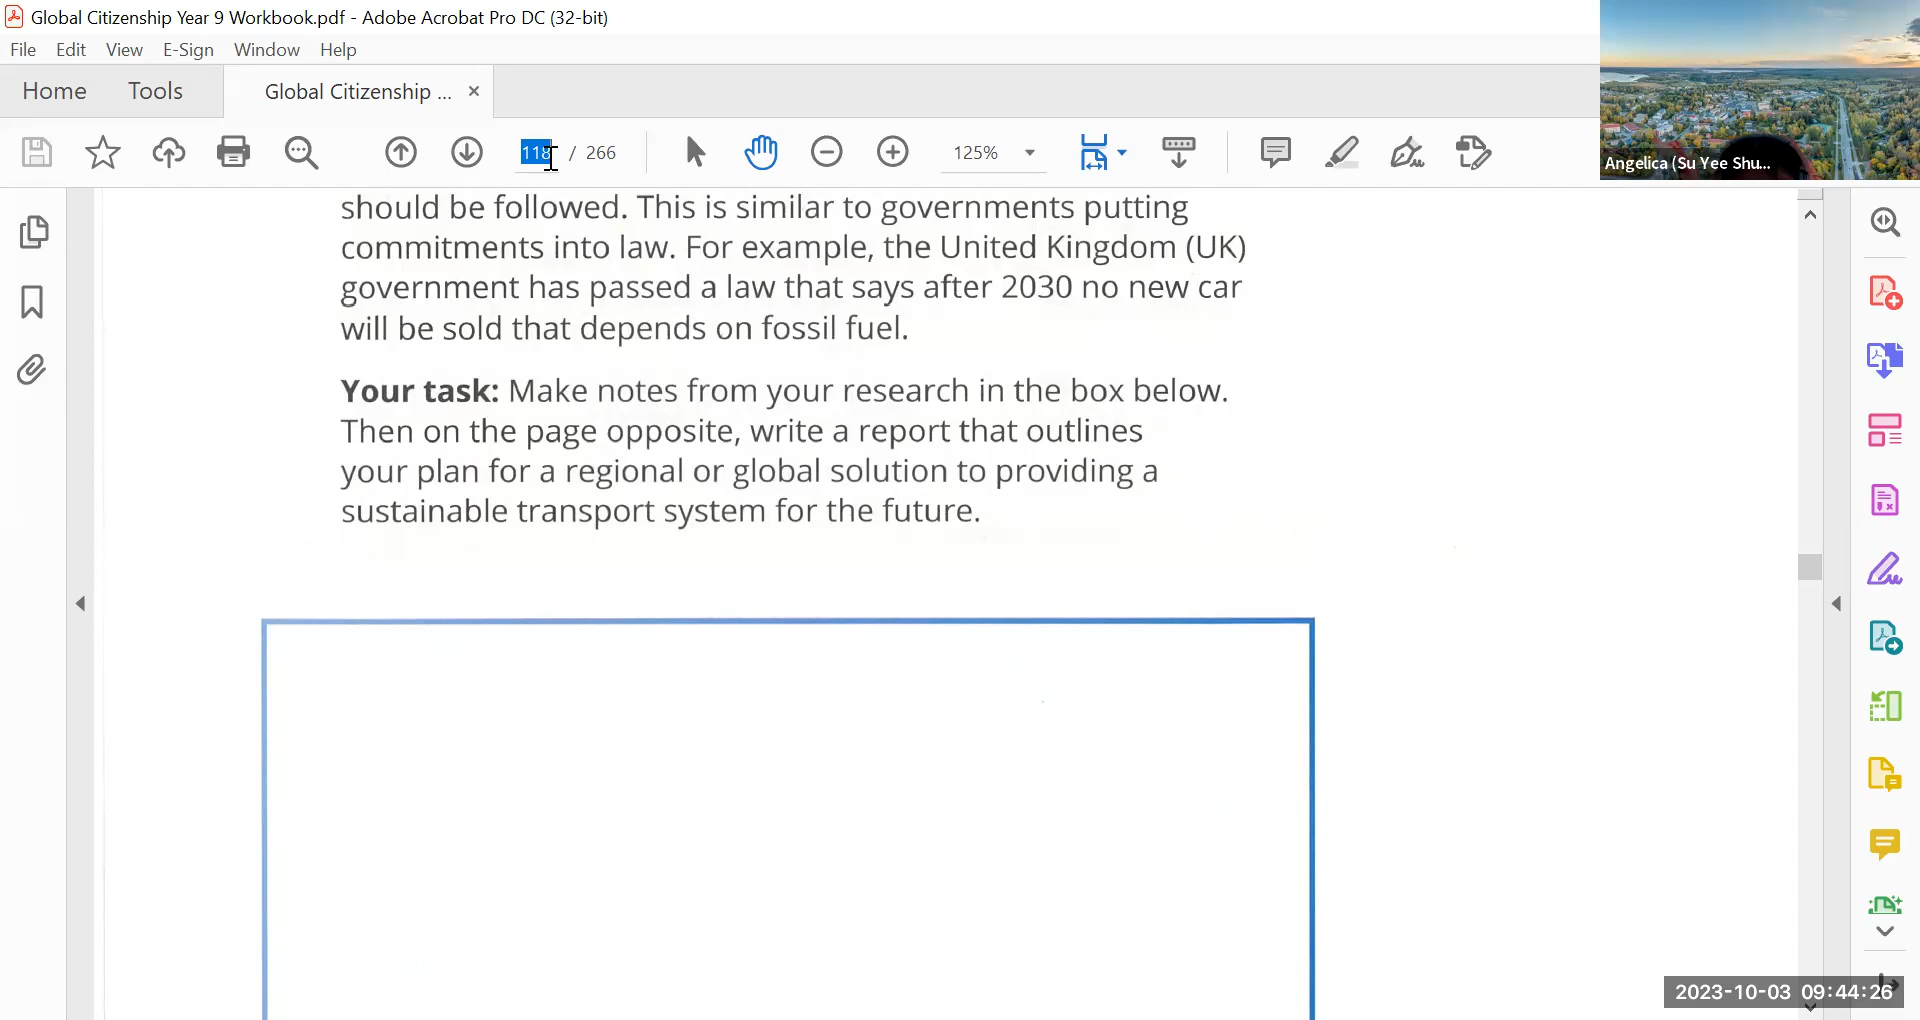 Global Citizenship Year 9 Workbook.pdf - Adobe Acrobat Pro DC (32-bit)
File Edit View E-Sign Window Help
Home Tools Global Citizenship ... ×
118 / 266 125%
Angelica (Su Yee Shu...
should be followed. This is similar to governments putting
commitments into law. For example, the United Kingdom (UK)
government has passed a law that says after 2030 no new car
will be sold that depends on fossil fuel.
Your task: Make notes from your research in the box below.
Then on the page opposite, write a report that outlines
your plan for a regional or global solution to providing a
sustainable transport system for the future.
2023-10-03 09:44:26